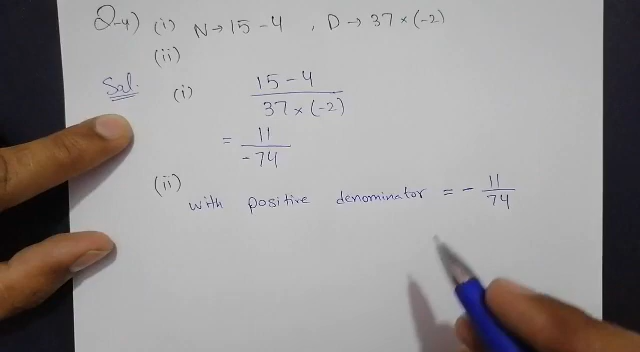 Q-4) (i) N→15-4 , D→37×(-2)
(ii)
Sol. (i) 15-4
37×(-2)
= 11
-74
(ii) with positive denominator = - 11
74